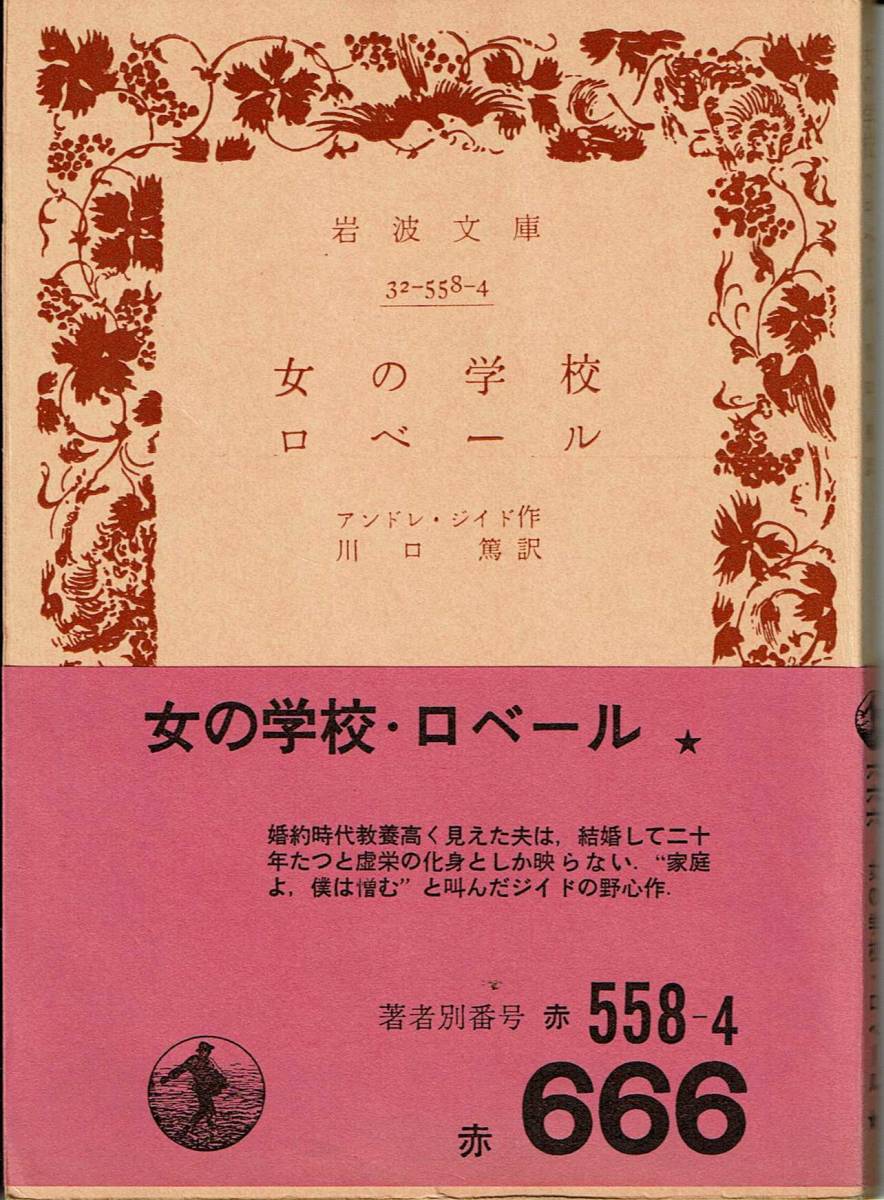 岩波文庫
32-558-4
女の学校
ロベール
アンドレ・ジイド作
川口篤訳
女の学校・ロベール ★
婚約時代教養高く見えた夫は，結婚して二十
年たつと虚栄の化身としか映らない．“家庭
よ，僕は憎む”と叫んだジイドの野心作．
著者別番号 赤 558-4
赤 666